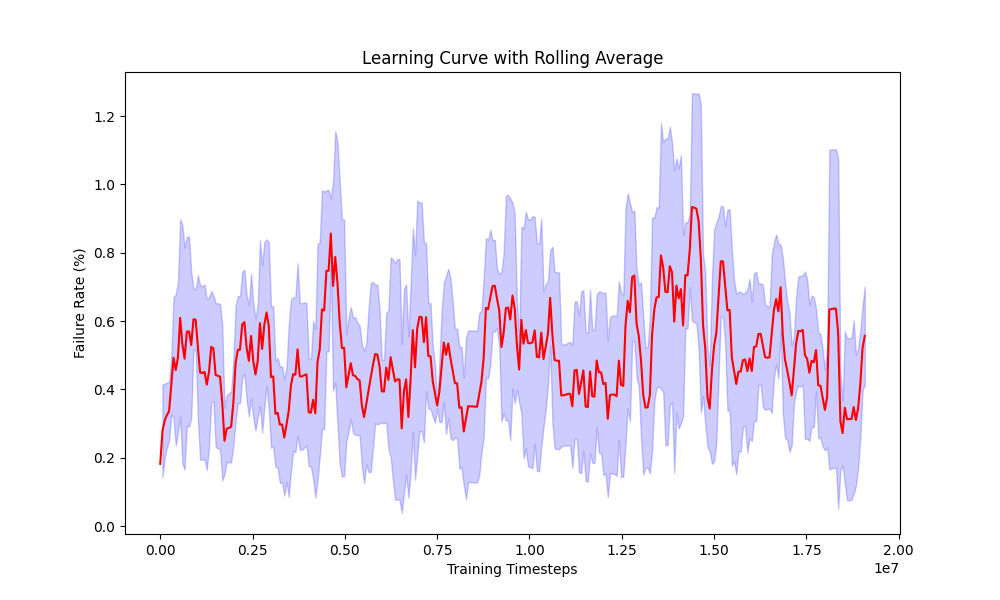 Learning Curve with Rolling Average
Failure Rate (%)
1.2
1.0
0.8
0.6
0.4
0.2
0.0
0.00 0.25 0.50 0.75 1.00 1.25 1.50 1.75 2.00
1e7
Training Timesteps